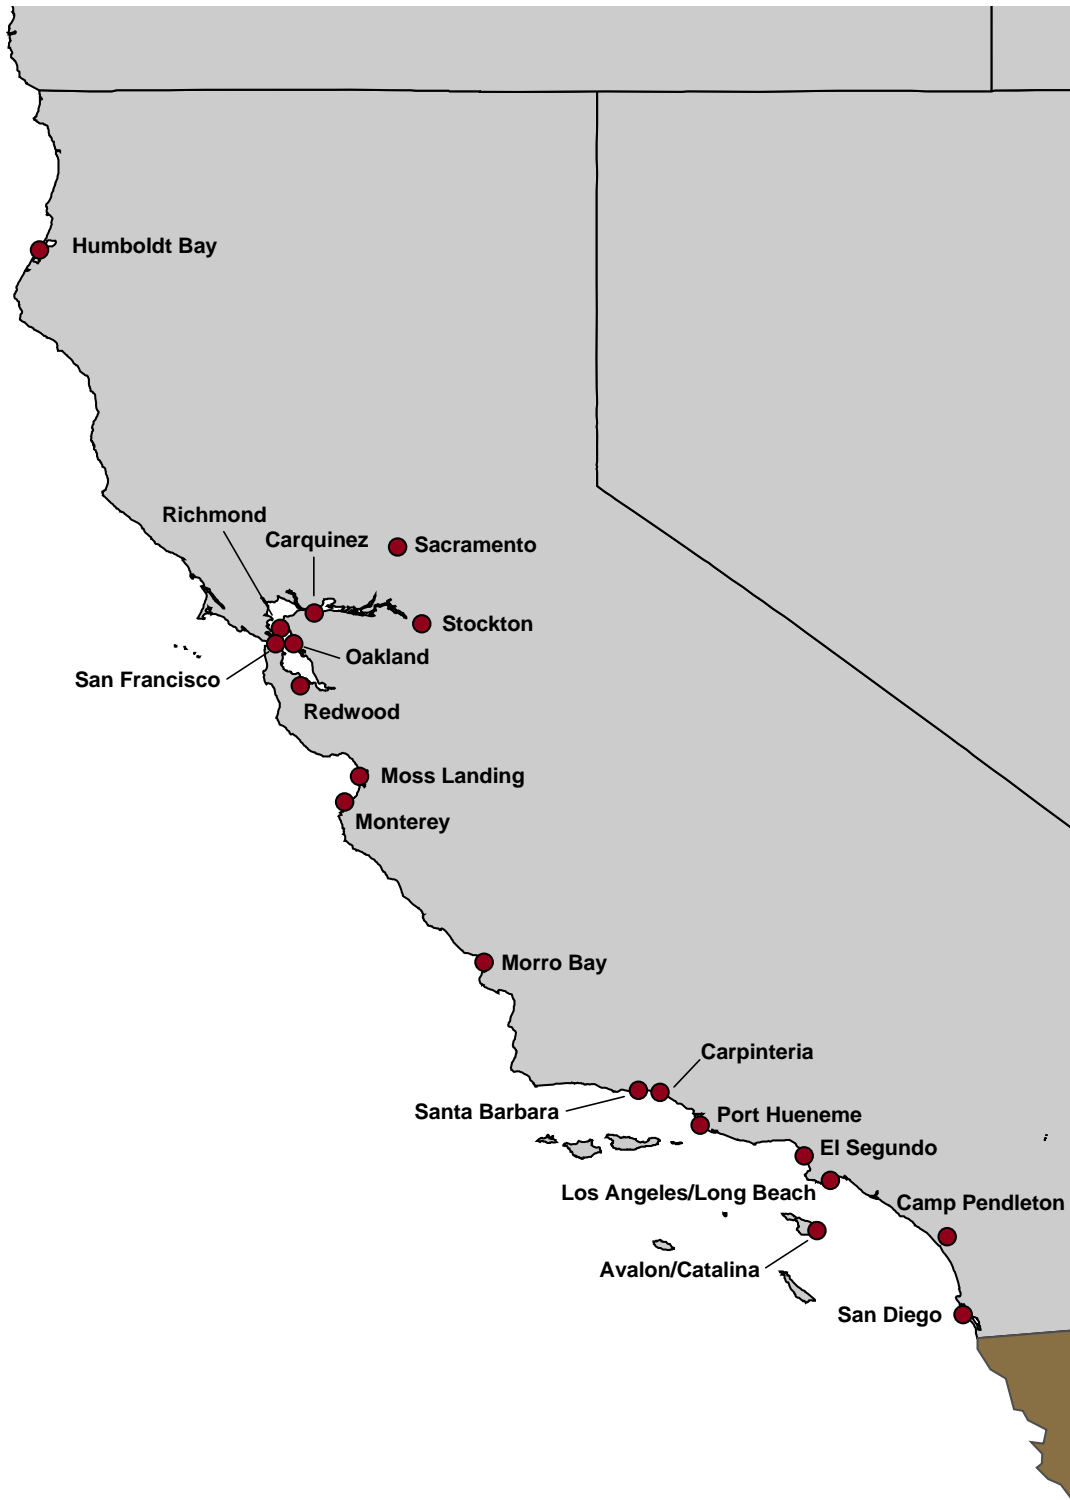 Humboldt Bay
Richmond
Carquinez
Sacramento
Stockton
Oakland
San Francisco
Redwood
Moss Landing
Monterey
Morro Bay
Carpinteria
Santa Barbara
Port Hueneme
El Segundo
Los Angeles/Long Beach
Camp Pendleton
Avalon/Catalina
San Diego